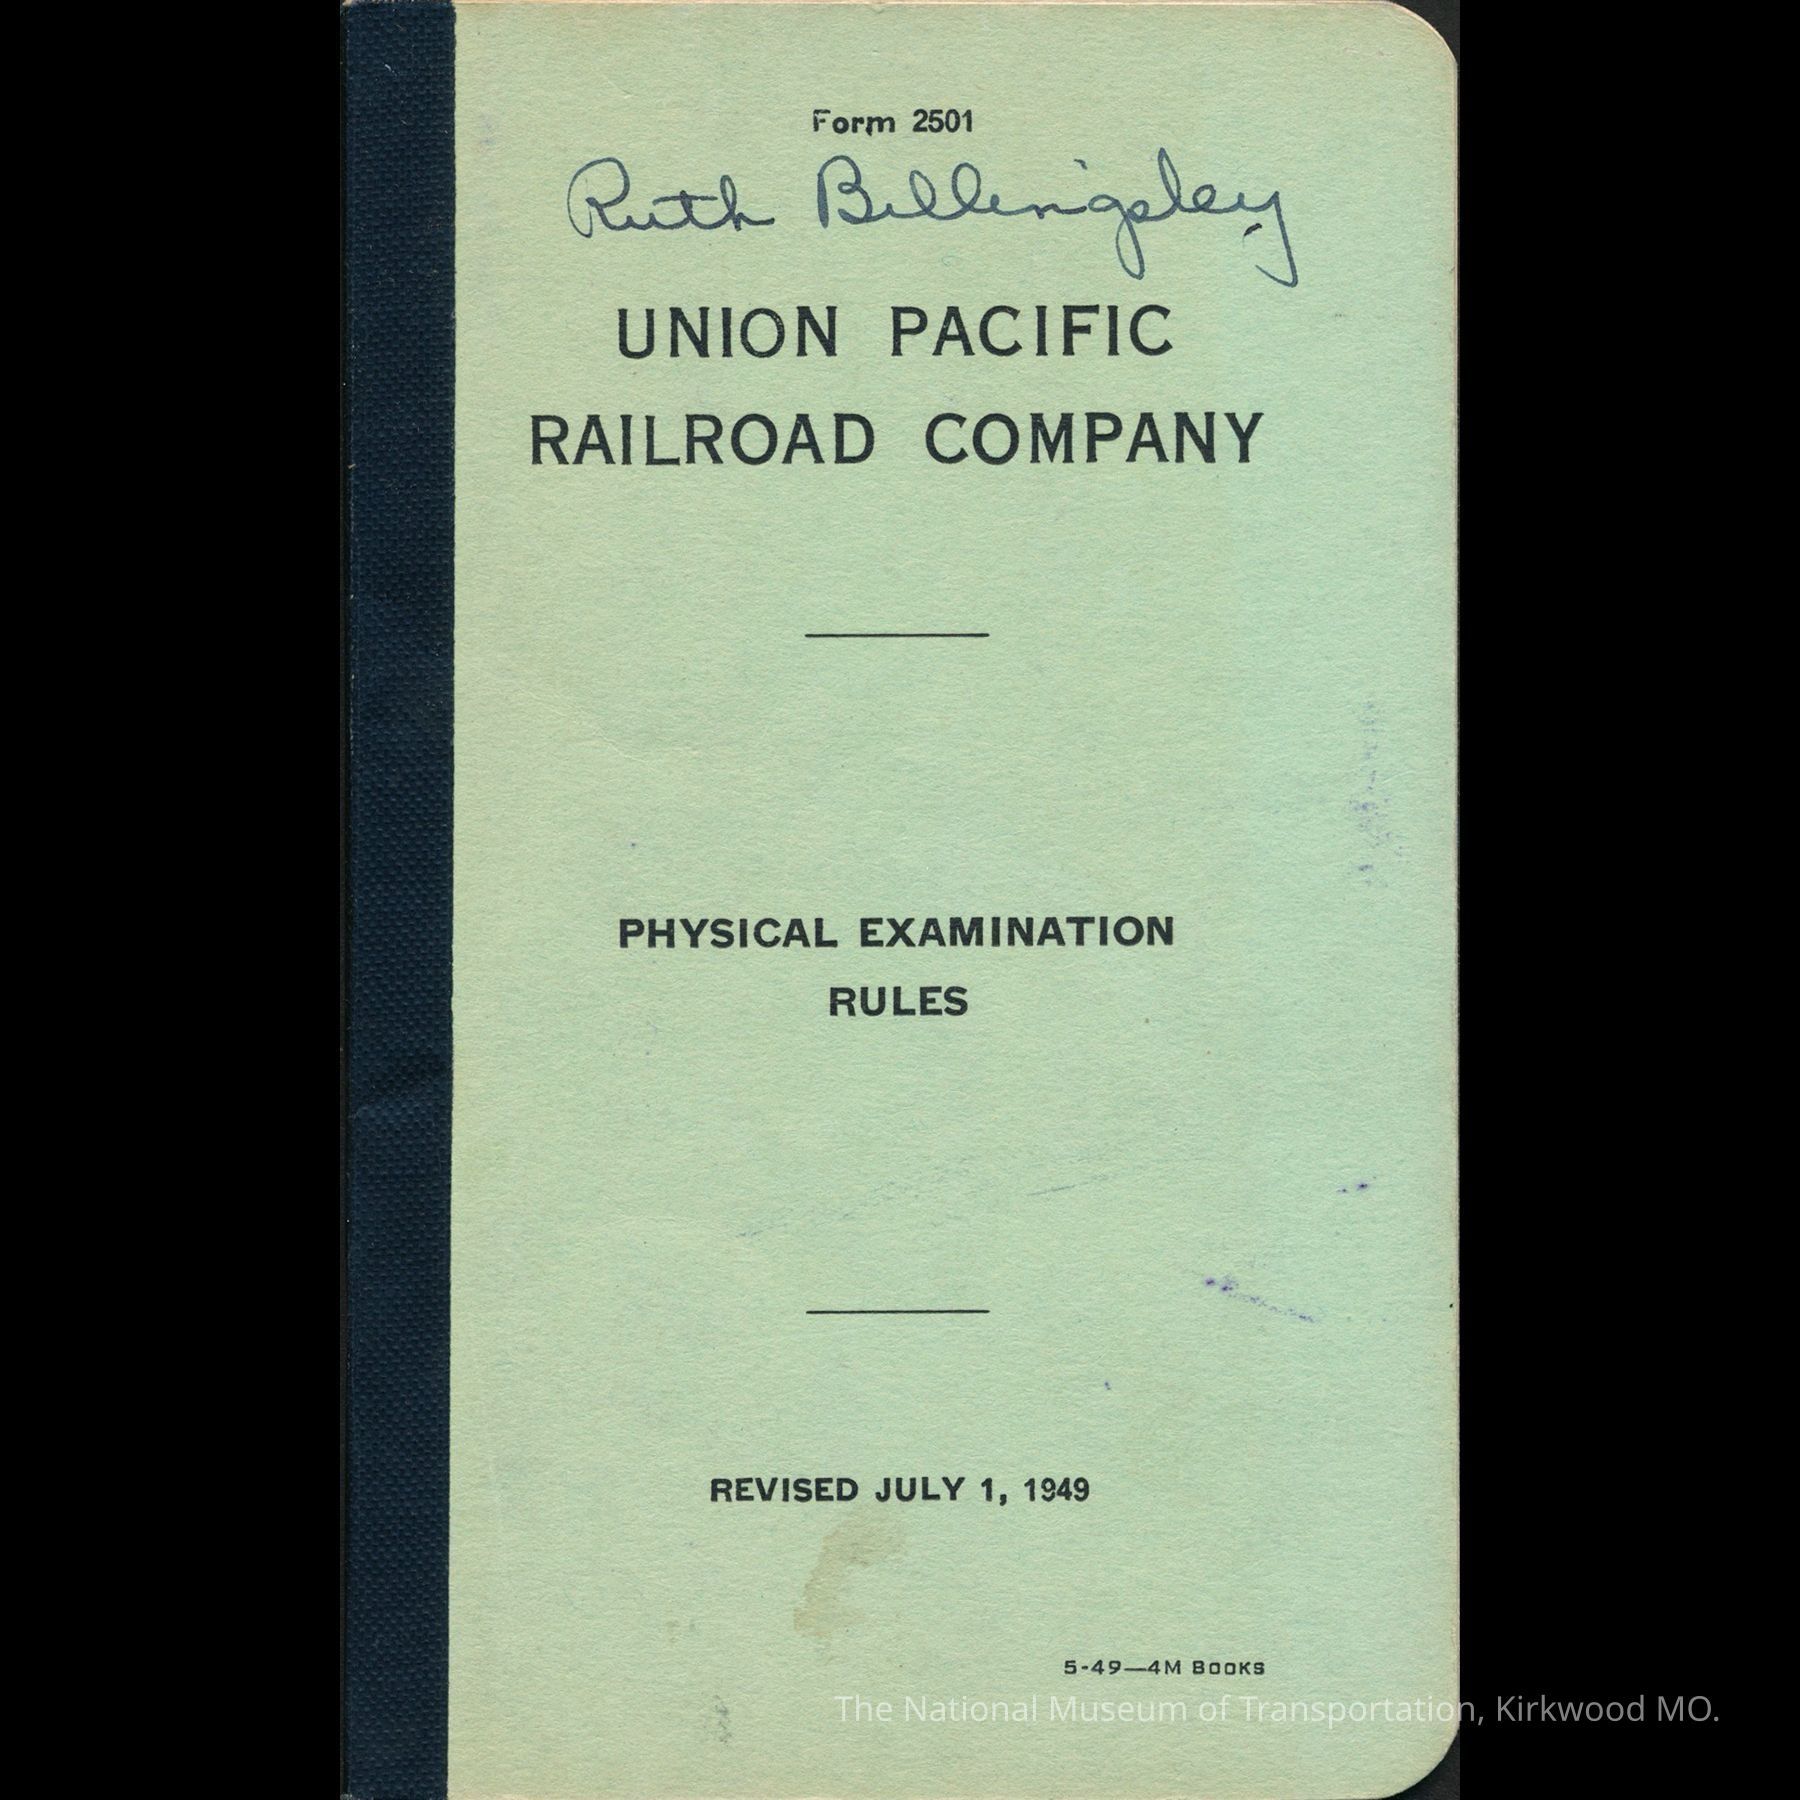 Form 2501
Ruth Billingsley
UNION PACIFIC
RAILROAD COMPANY
PHYSICAL EXAMINATION
RULES
REVISED JULY 1, 1949
5-49—4M BOOKS
The National Museum of Transportation, Kirkwood MO.